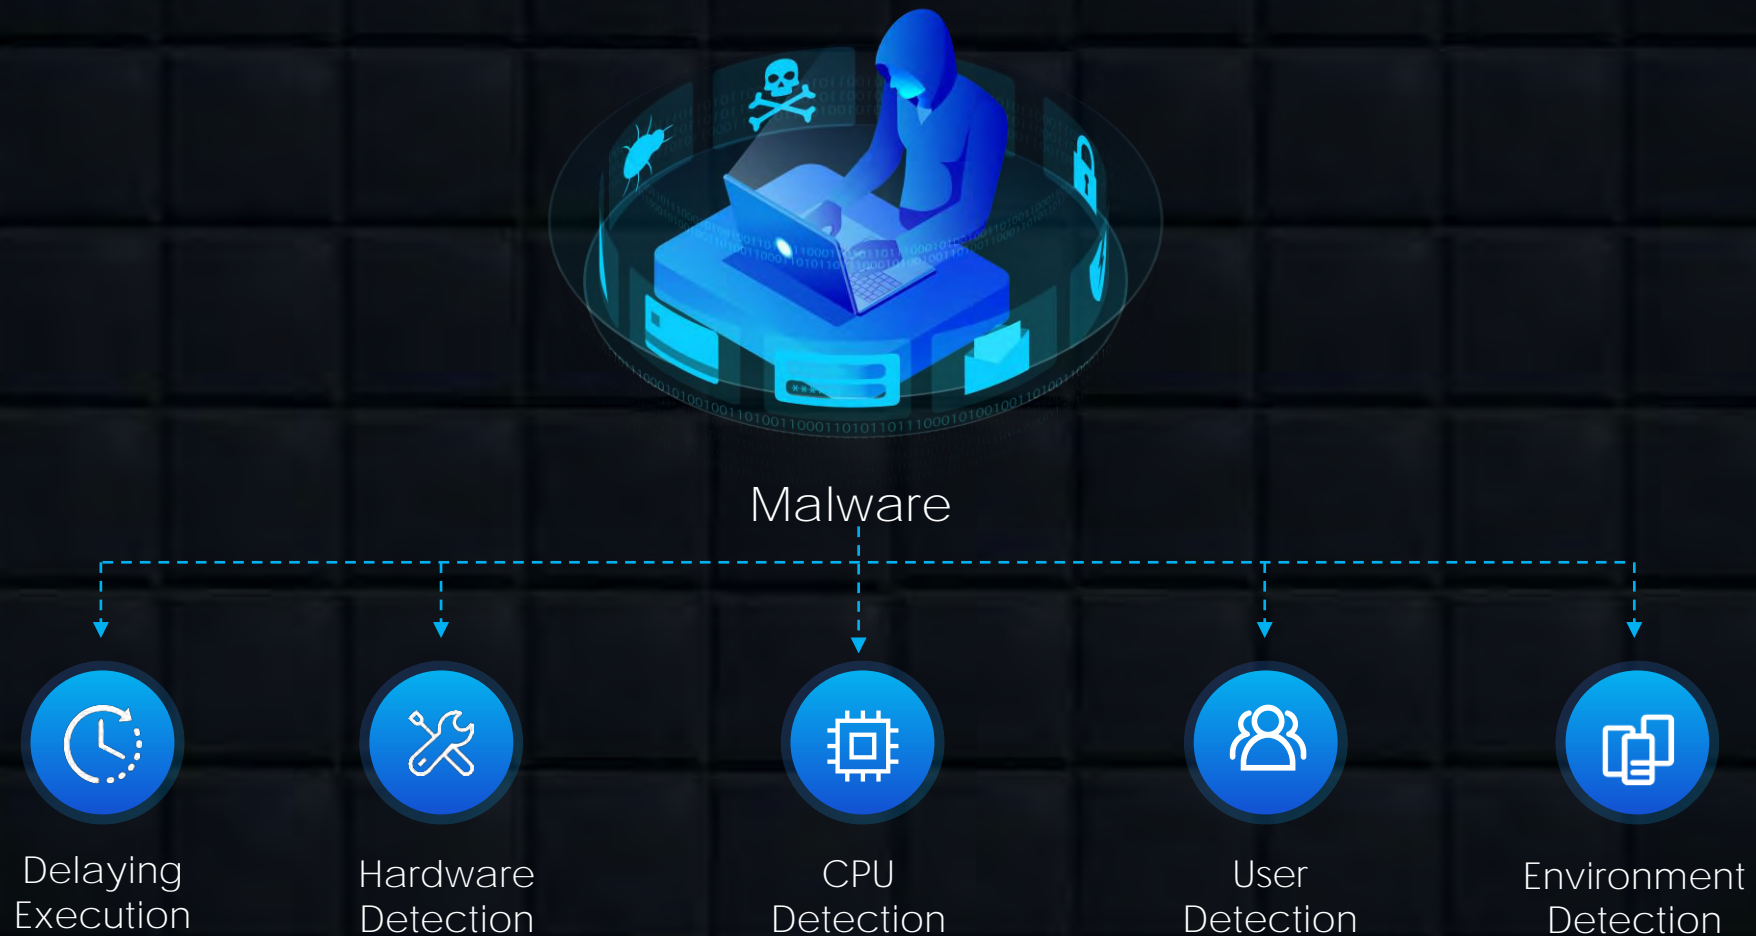 Malware
Delaying
Execution
Hardware
Detection
CPU
Detection
User
Detection
Environment
Detection